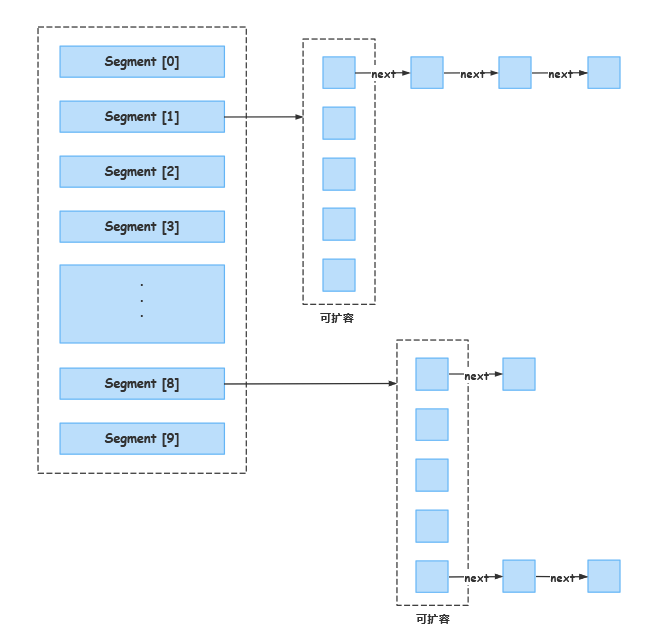 Segment [0]
next
next
next
Segment [1]
Segment [2]
Segment [3]
.
.
.
可扩容
Segment [8]
next
Segment [9]
next
next
可扩容